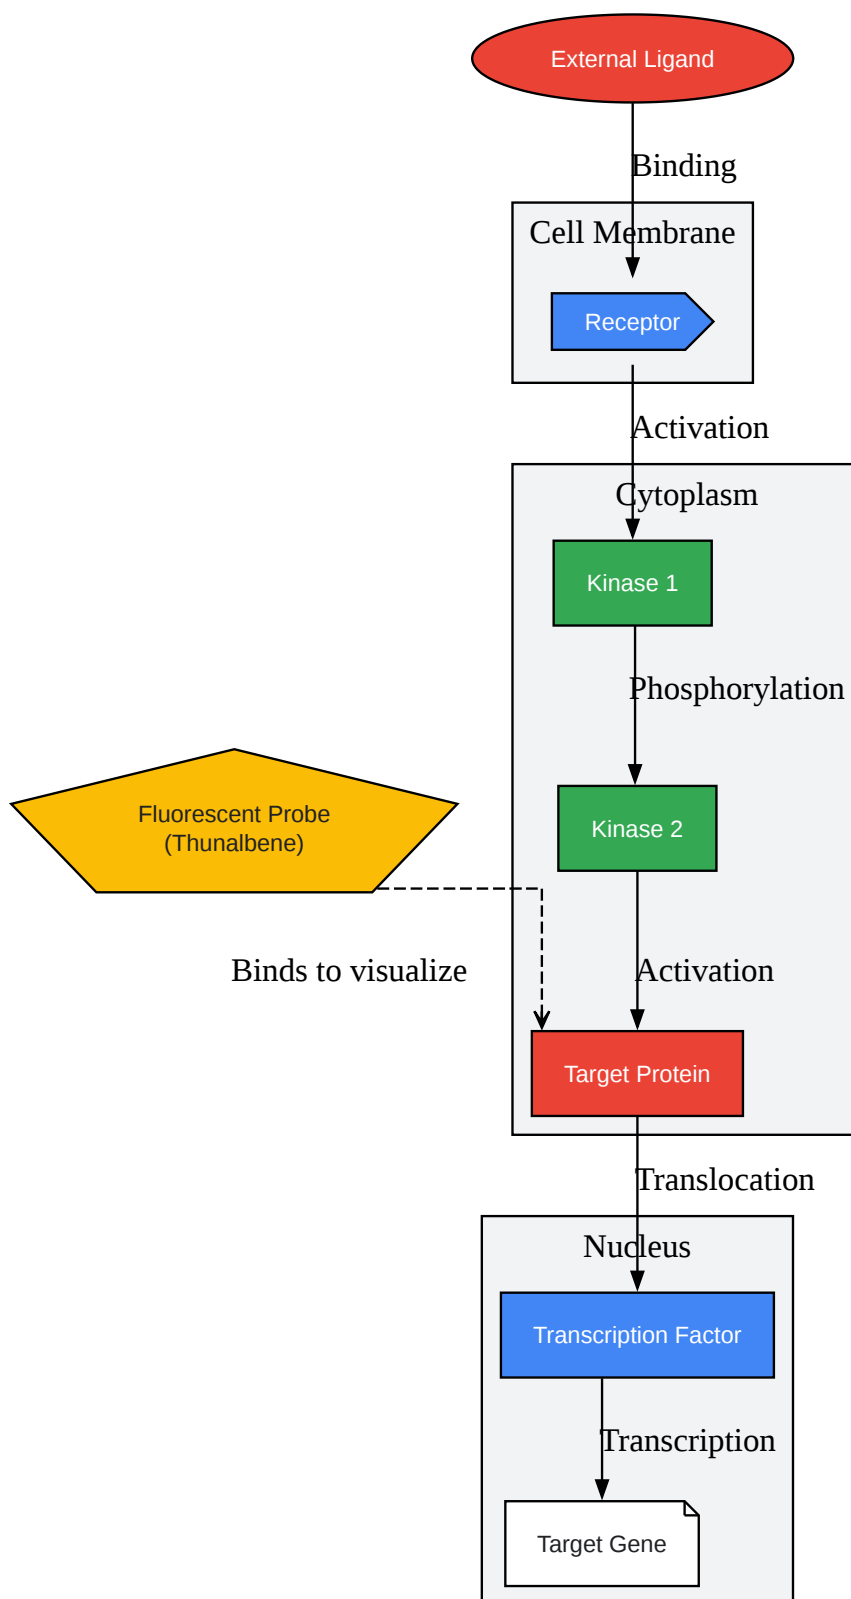 External Ligand
Binding
Cell Membrane
Receptor
Activation
Cytoplasm
Kinase 1
Phosphorylation
Fluorescent Probe
(Thunalbene)
Kinase 2
Binds to visualize
Activation
Target Protein
Translocation
Nucleus
Transcription Factor
Transcription
Target Gene